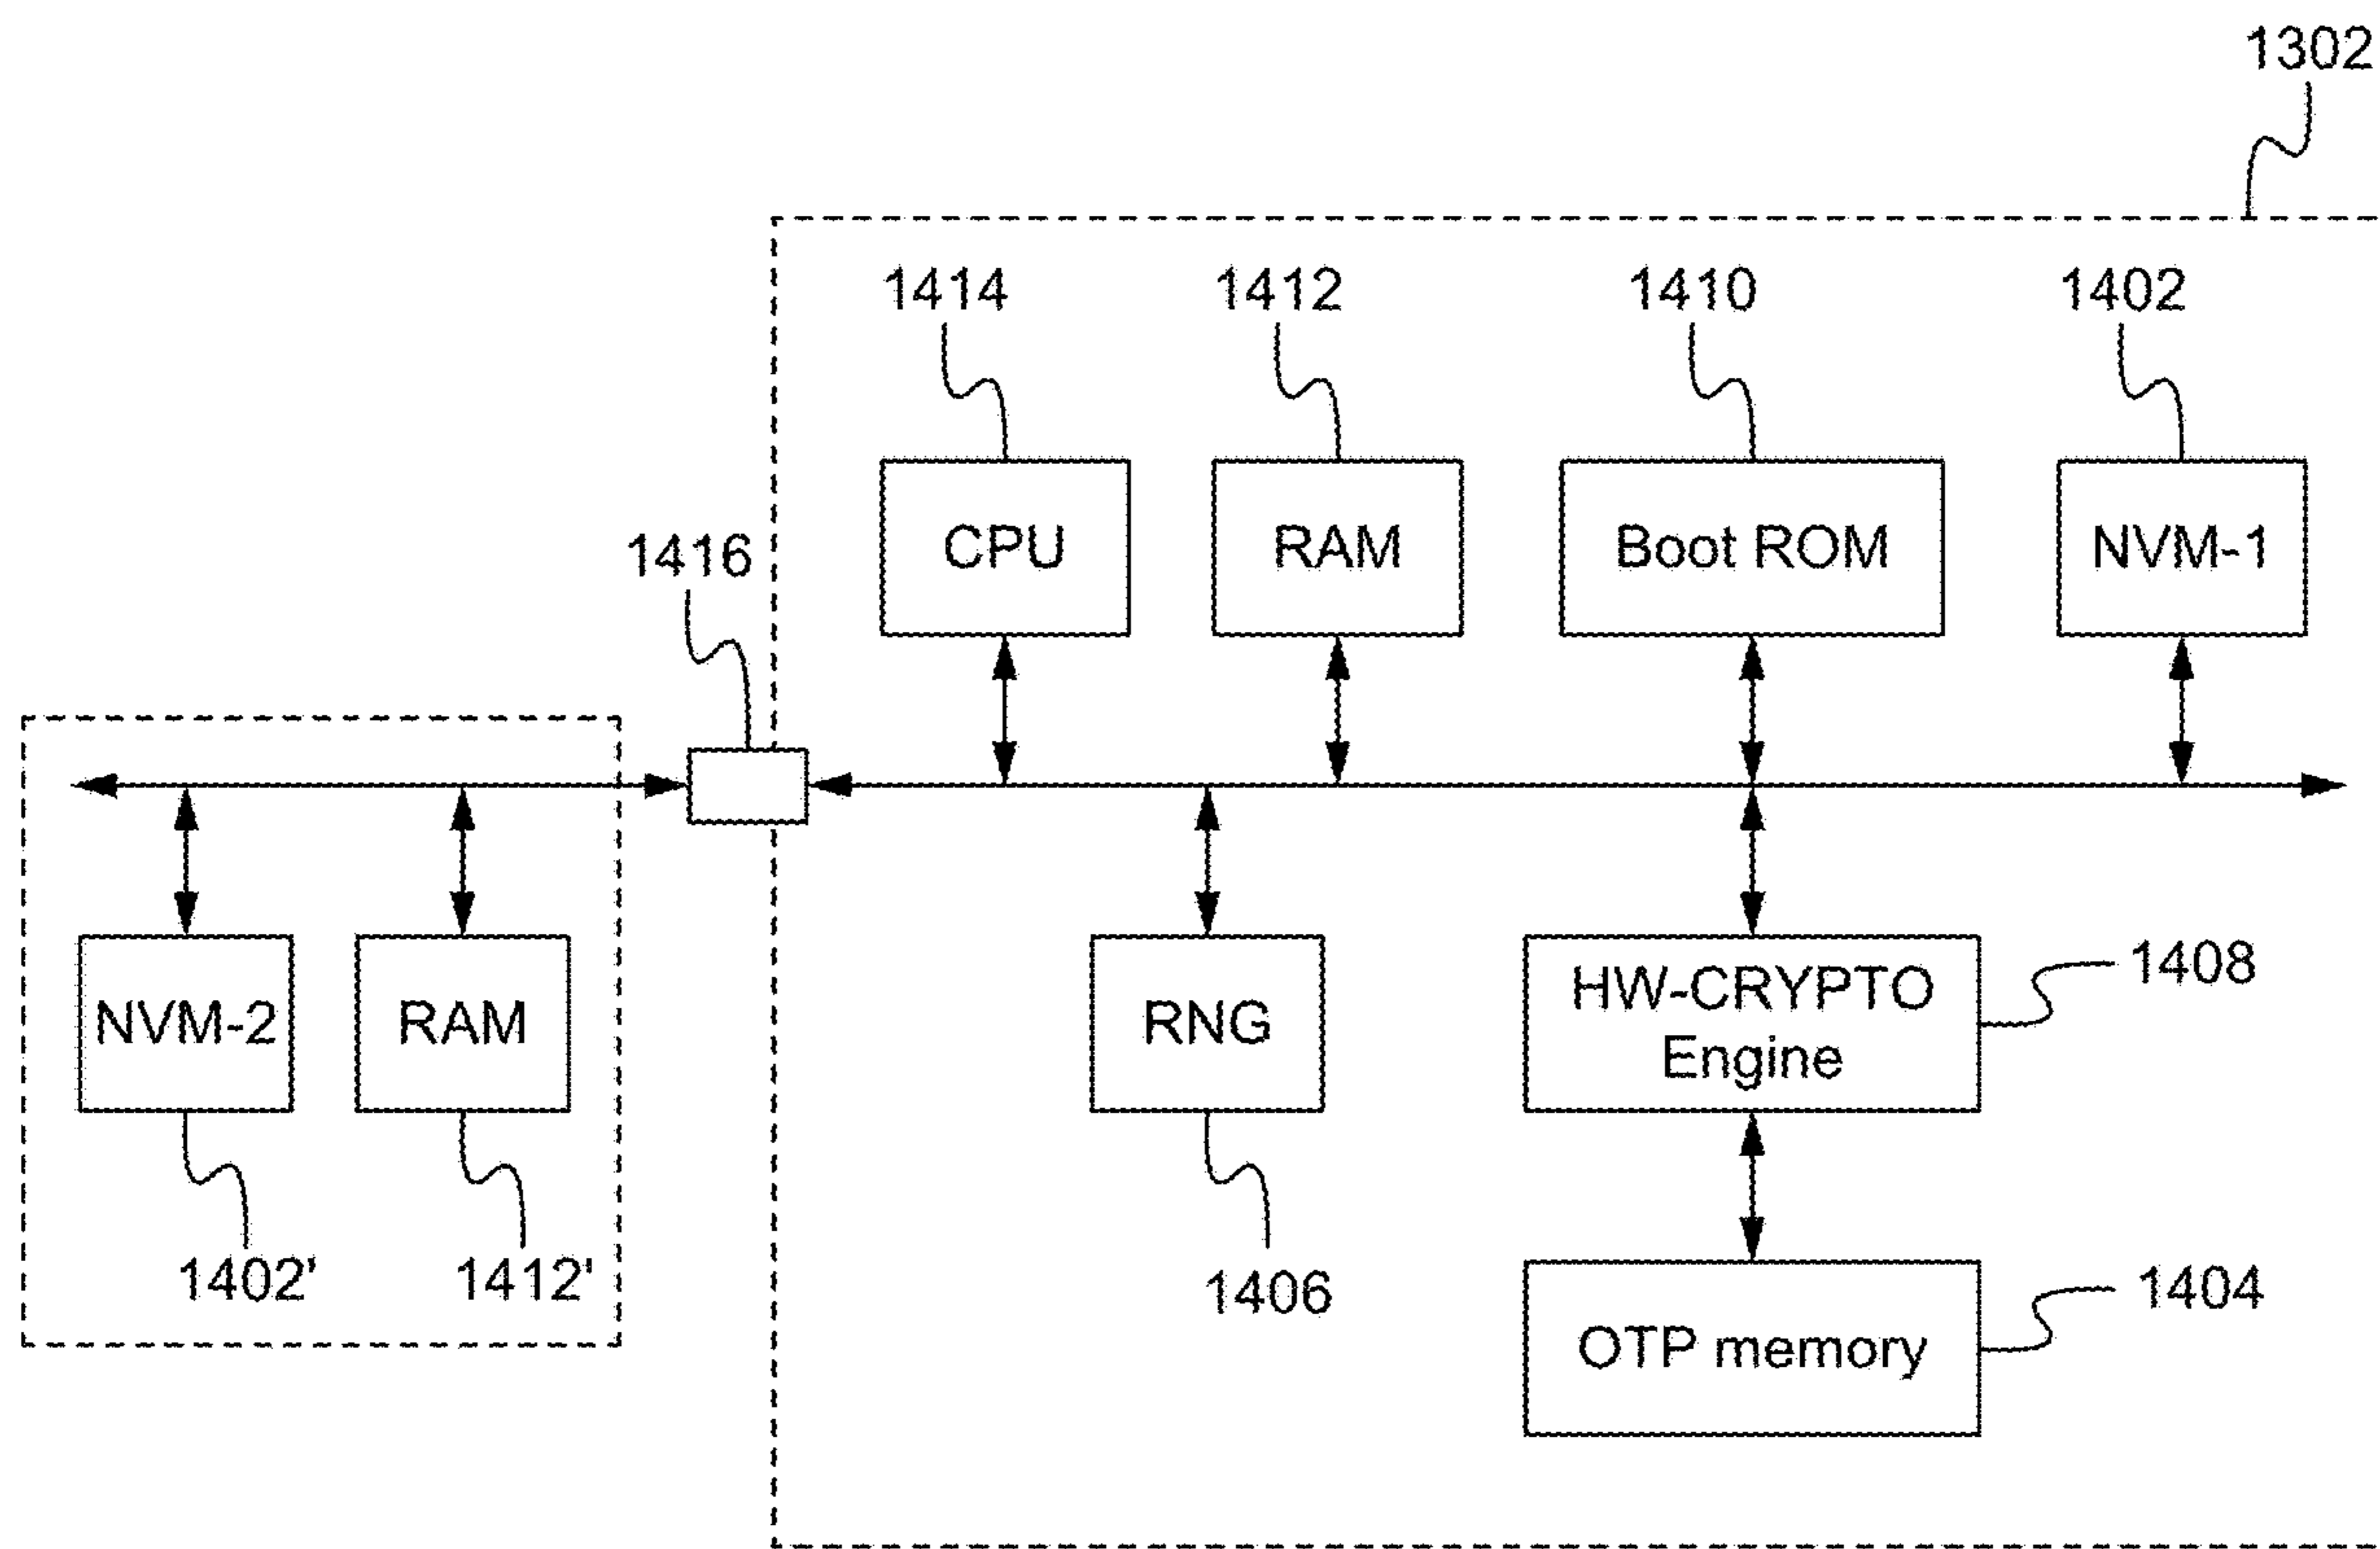 1302
1414
1412
1410
1402
CPU
RAM
Boot ROM
NVM-1
1416
NVM-2
RAM
RNG
HW-CRYPTO
Engine
1408
1402'
1412'
1406
OTP memory
1404